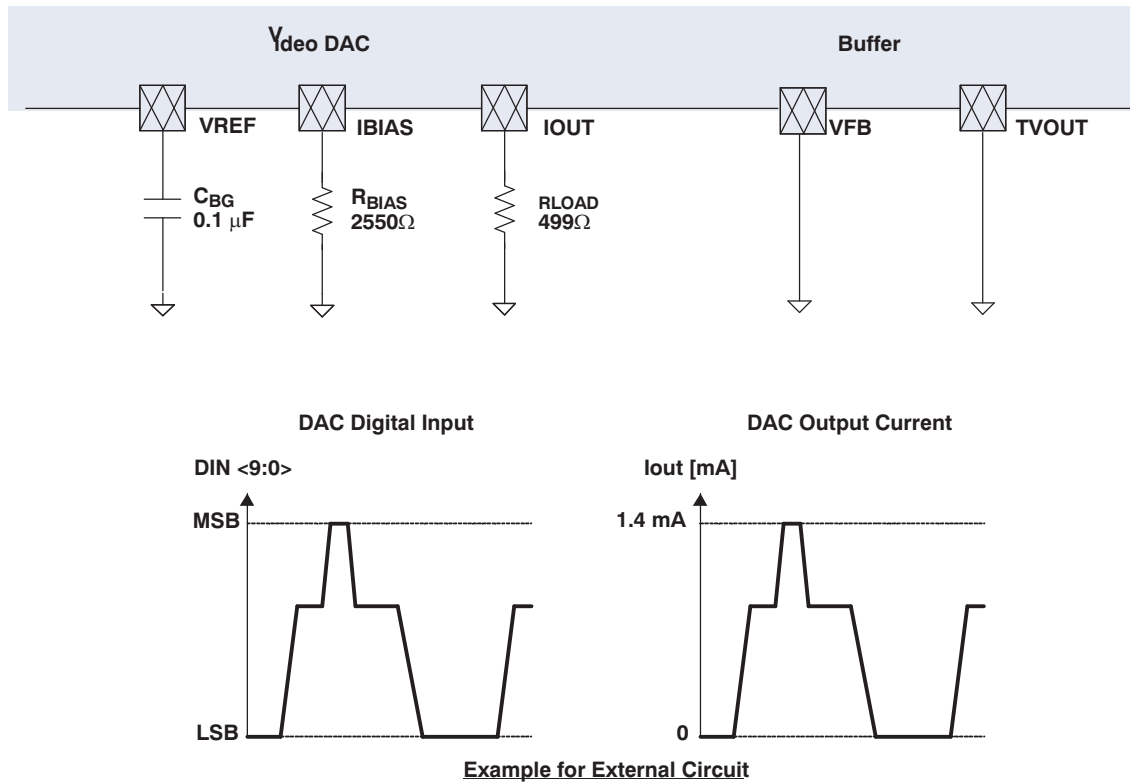 Video DAC
Buffer
VREF
IBIAS
IOUT
VFB
TVOUT
CBG
0.1 μF
RBIAS
2550Ω
RLOAD
499Ω
DAC Digital Input
DAC Output Current
DIN <9:0>
MSB
LSB
Iout [mA]
1.4 mA
0
Example for External Circuit